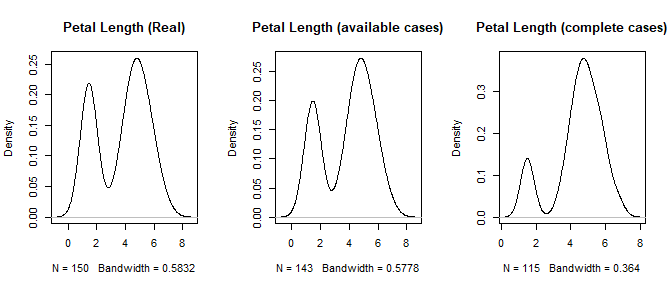 Petal Length (Real)
Density
0.00 0.05 0.10 0.15 0.20 0.25
0 2 4 6 8
N = 150 Bandwidth = 0.5832
Petal Length (available cases)
Density
0.00 0.05 0.10 0.15 0.20 0.25
0 2 4 6 8
N = 143 Bandwidth = 0.5778
Petal Length (complete cases)
Density
0.0 0.1 0.2 0.3
0 2 4 6 8
N = 115 Bandwidth = 0.364